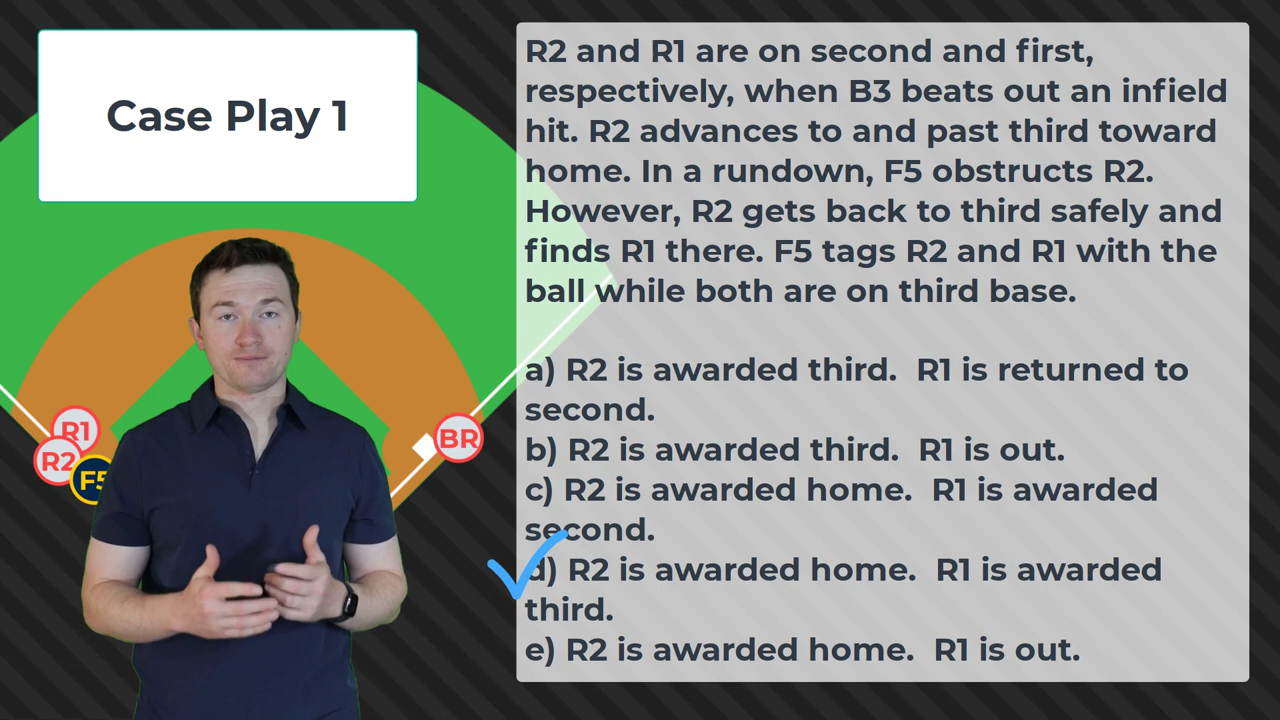 Case Play 1
R2 and R1 are on second and first,
respectively, when B3 beats out an infield
hit. R2 advances to and past third toward
home. In a rundown, F5 obstructs R2.
However, R2 gets back to third safely and
finds R1 there. F5 tags R2 and R1 with the
ball while both are on third base.
a) R2 is awarded third.  R1 is returned to
second.
b) R2 is awarded third.  R1 is out.
c) R2 is awarded home.  R1 is awarded
second.
d) R2 is awarded home.  R1 is awarded
third.
e) R2 is awarded home.  R1 is out.
R1
R2
F5
BR